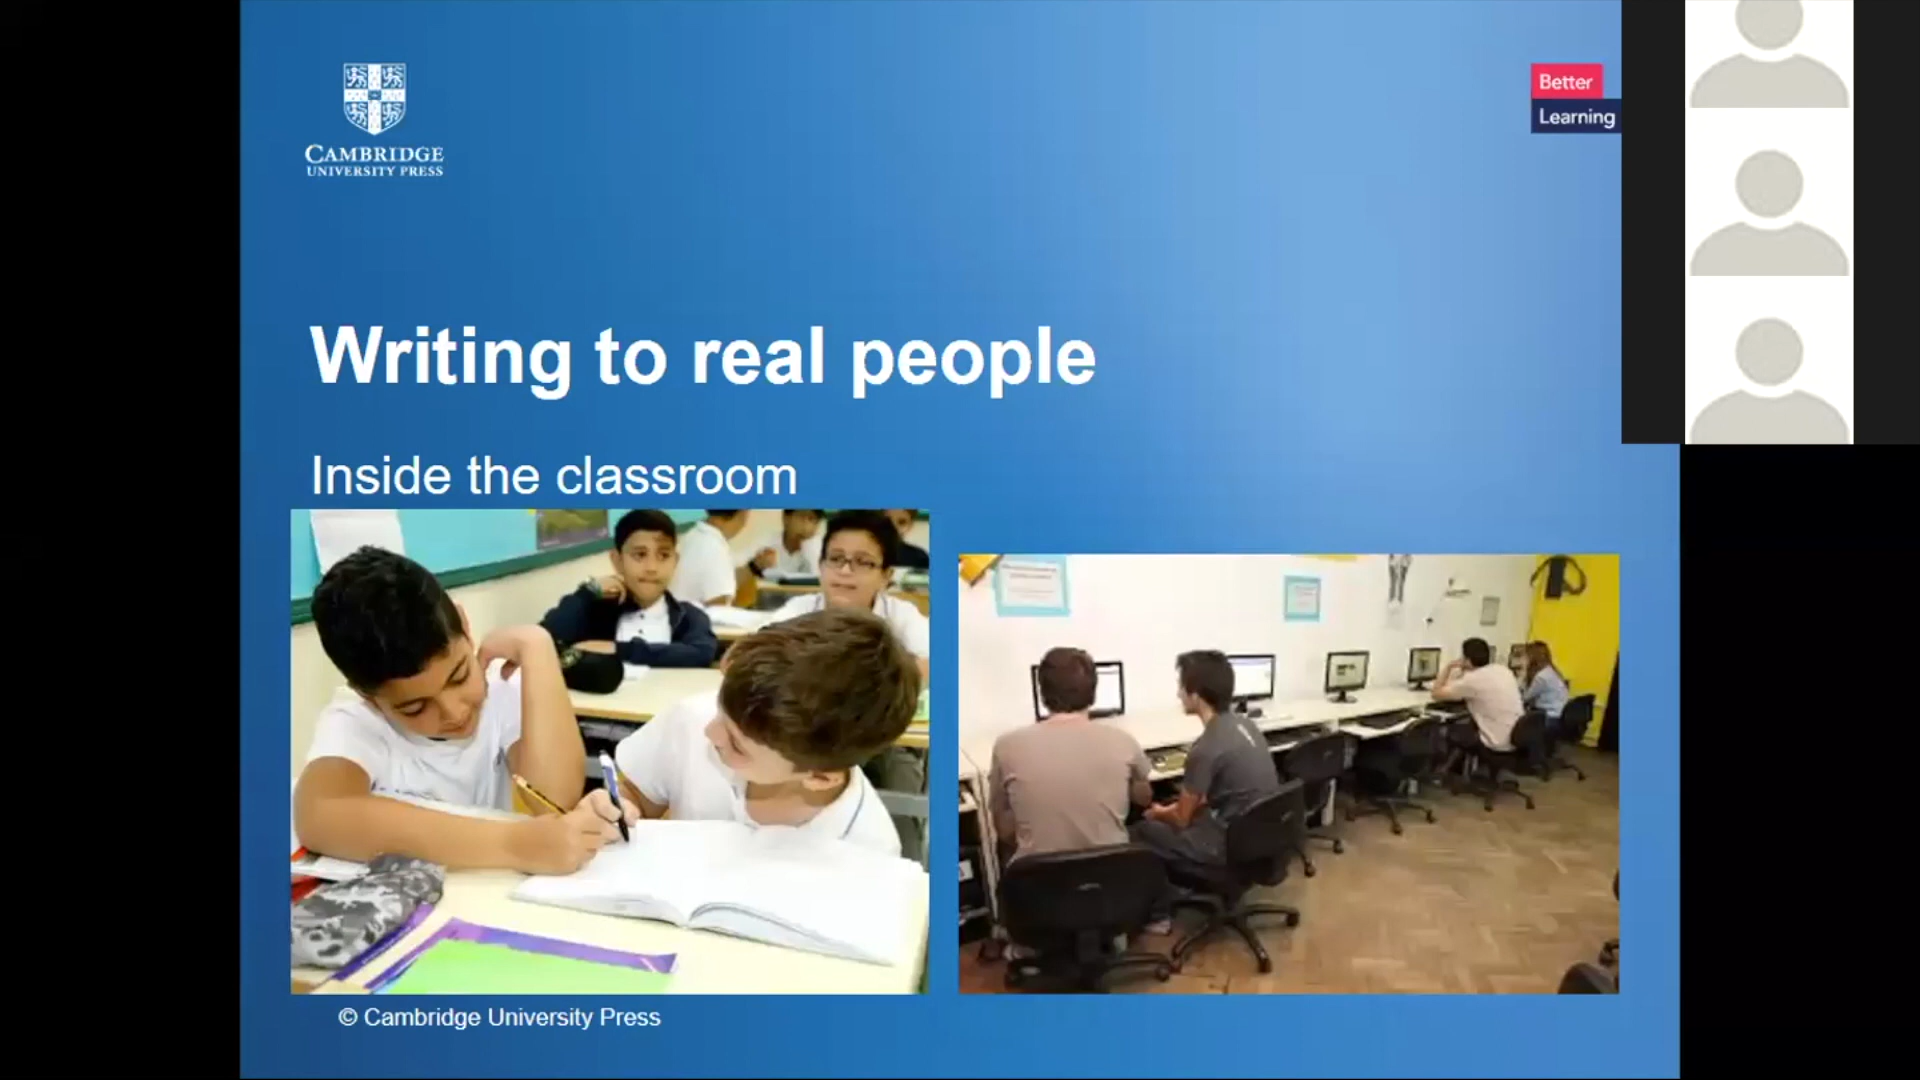 CAMBRIDGE
UNIVERSITY PRESS
Better
Learning
Writing to real people
Inside the classroom
© Cambridge University Press